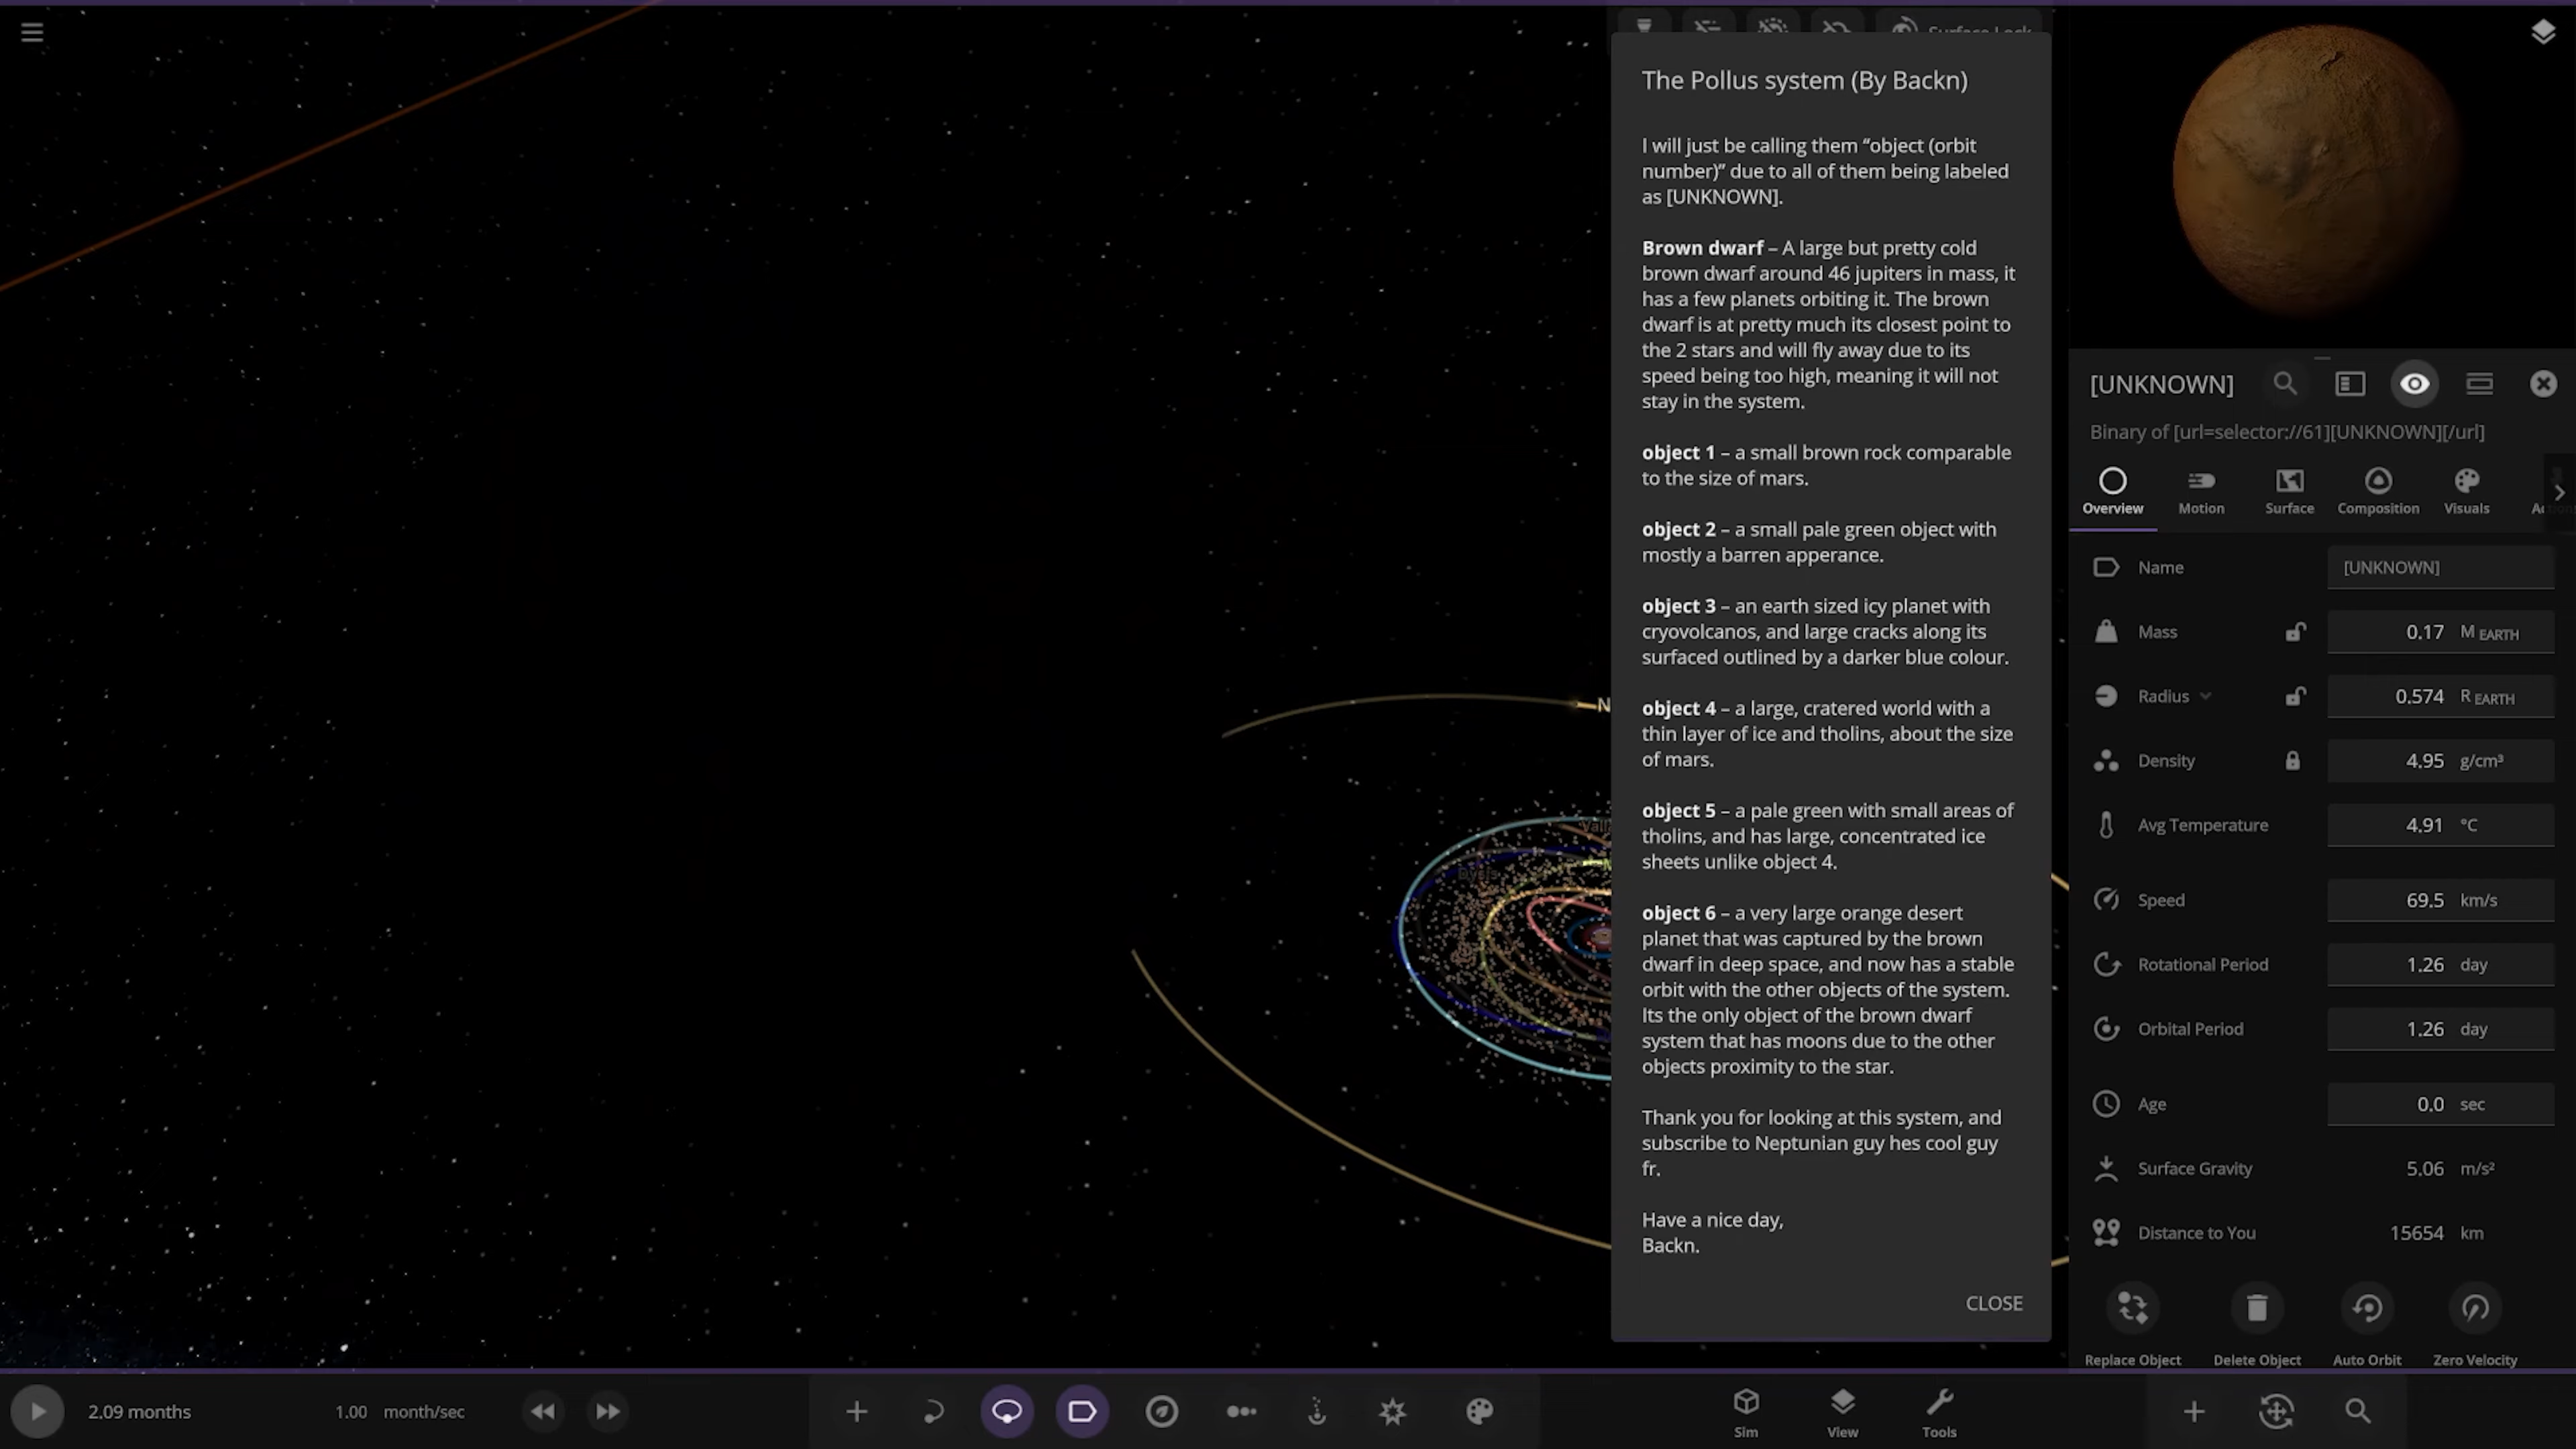 Surface Lock
The Pollus system (By Backn)
I will just be calling them “object (orbit
number)” due to all of them being labeled
as [UNKNOWN].
Brown dwarf – A large but pretty cold
brown dwarf around 46 jupiters in mass, it
has a few planets orbiting it. The brown
dwarf is at pretty much its closest point to
the 2 stars and will fly away due to its
speed being too high, meaning it will not
stay in the system.
object 1 – a small brown rock comparable
to the size of mars.
object 2 – a small pale green object with
mostly a barren apperance.
object 3 – an earth sized icy planet with
cryovolcanos, and large cracks along its
surfaced outlined by a darker blue colour.
object 4 – a large, cratered world with a
thin layer of ice and tholins, about the size
of mars.
object 5 – a pale green with small areas of
tholins, and has large, concentrated ice
sheets unlike object 4.
object 6 – a very large orange desert
planet that was captured by the brown
dwarf in deep space, and now has a stable
orbit with the other objects of the system.
Its the only object of the brown dwarf
system that has moons due to the other
objects proximity to the star.
Thank you for looking at this system, and
subscribe to Neptunian guy hes cool guy
fr.
Have a nice day,
Backn.
CLOSE
[UNKNOWN]
Binary of [url=selector://61][UNKNOWN][/url]
Overview Motion Surface Composition Visuals
Name [UNKNOWN]
Mass 0.17 M EARTH
Radius 0.574 R EARTH
Density 4.95 g/cm³
Avg Temperature 4.91 °C
Speed 69.5 km/s
Rotational Period 1.26 day
Orbital Period 1.26 day
Age 0.0 sec
Surface Gravity 5.06 m/s²
Distance to You 15654 km
Replace Object Delete Object Auto Orbit Zero Velocity
2.09 months 1.00 month/sec
Sim View Tools